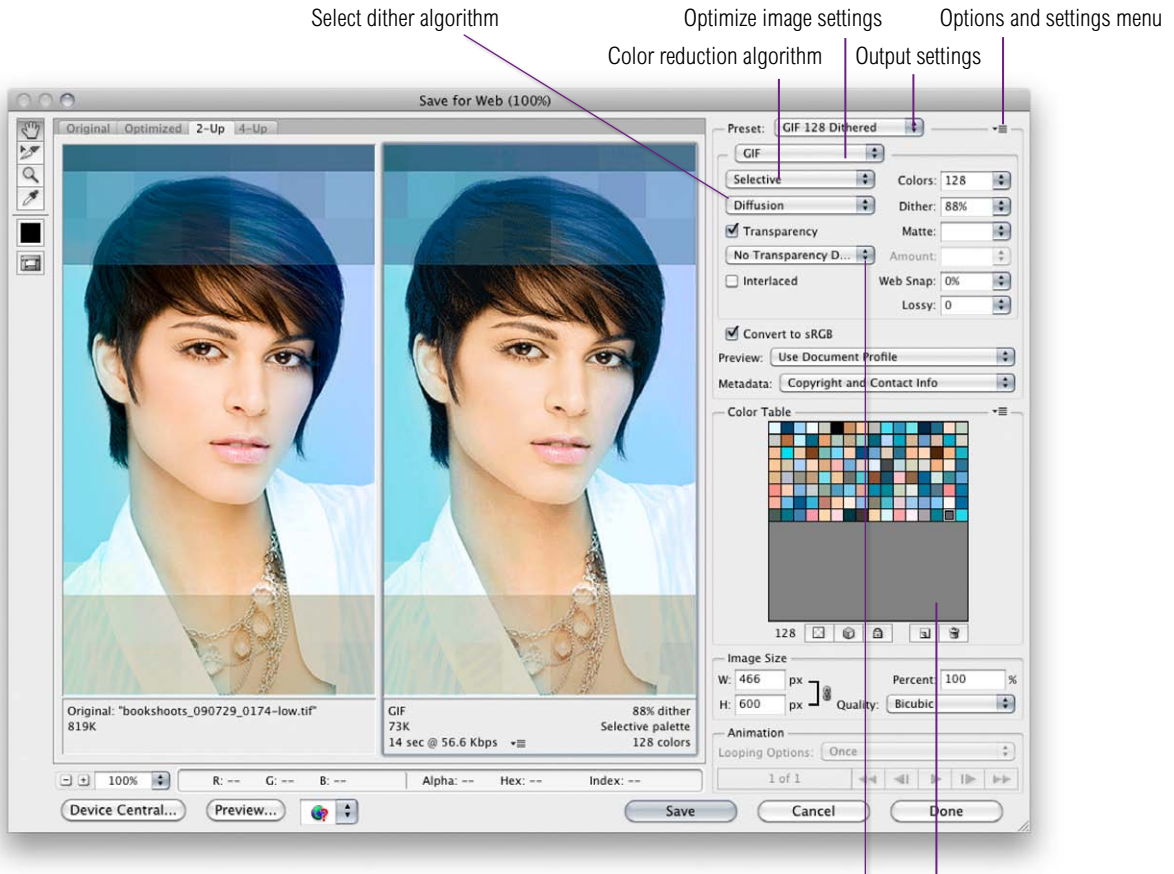 Select dither algorithm
Optimize image settings
Options and settings menu
Color reduction algorithm
Output settings
Save for Web (100%)
Original
Optimized
2-Up
4-Up
Preset: GIF 128 Dithered
GIF
Selective
Colors: 128
Diffusion
Dither: 88%
Transparency
Matte:
No Transparency D...
Amount:
Interlaced
Web Snap: 0%
Lossy: 0
Convert to sRGB
Preview: Use Document Profile
Metadata: Copyright and Contact Info
Color Table
128
Image Size
W: 466 px
Percent: 100 %
H: 600 px
Quality: Bicubic
Animation
Looping Options: Once
1 of 1
Original: "bookshoots_090729_0174-low.tif"
819K
GIF
88% dither
73K
Selective palette
14 sec @ 56.6 Kbps
128 colors
100%
R: --
G: --
B: --
Alpha: --
Hex: --
Index: --
Device Central...
Preview...
Save
Cancel
Done